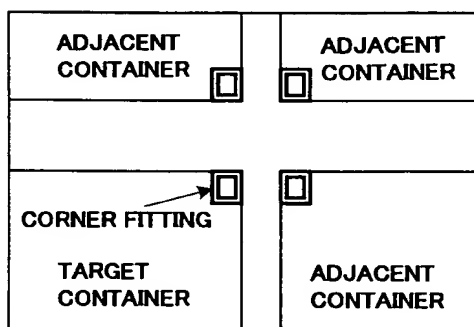 ADJACENT
CONTAINER
ADJACENT
CONTAINER
CORNER FITTING
TARGET
CONTAINER
ADJACENT
CONTAINER